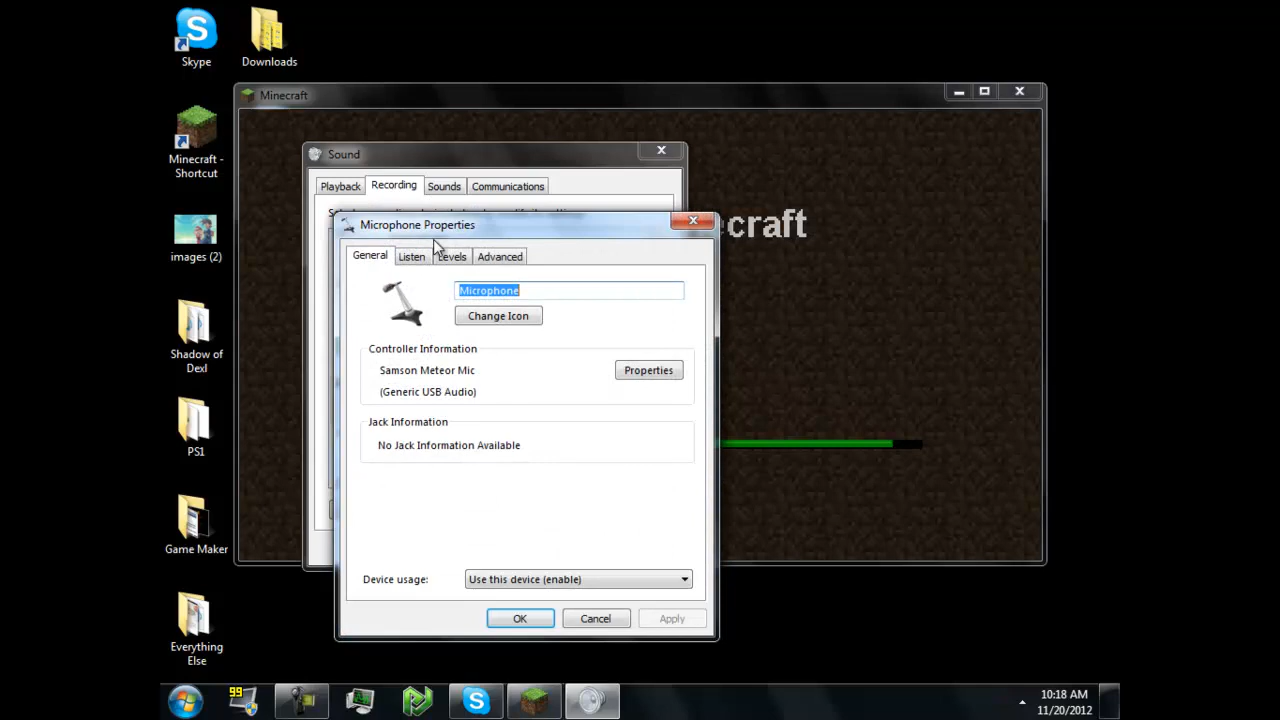 Skype
Downloads
Minecraft
Minecraft -
Shortcut
Sound
Playback
Recording
Sounds
Communications
Microphone Properties
craft
images (2)
General
Listen
Levels
Advanced
Microphone
Change Icon
Shadow of
Dexl
Controller Information
Samson Meteor Mic
Properties
(Generic USB Audio)
Jack Information
No Jack Information Available
PS1
Game Maker
Device usage:
Use this device (enable)
OK
Cancel
Apply
Everything
Else
99
10:18 AM
11/20/2012